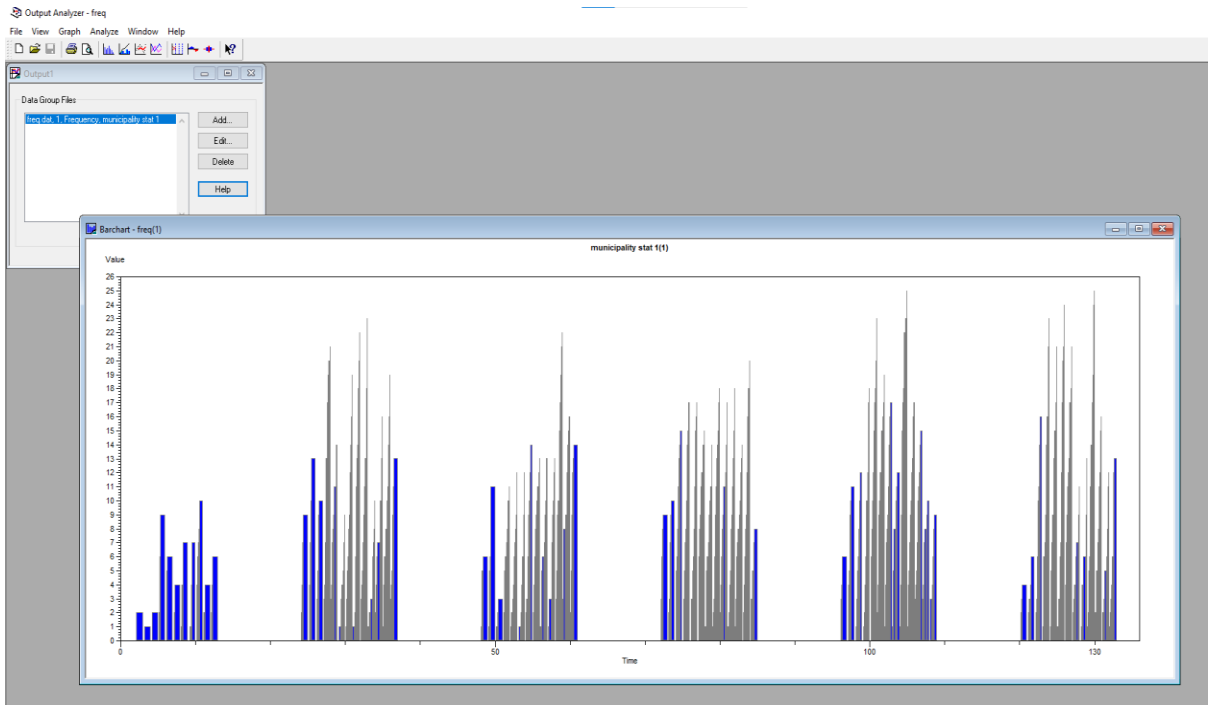 Output Analyzer - freq
File View Graph Analyze Window Help
Output1
Data Group Files
freq.dat, 1, Frequency, municipality stat 1
Add...
Edit...
Delete
Help
Barchart - freq(1)
municipality stat 1(1)
Value
26
25
24
23
22
21
20
19
18
17
16
15
14
13
12
11
10
9
8
7
6
5
4
3
2
1
0
0 50 100 130
Time